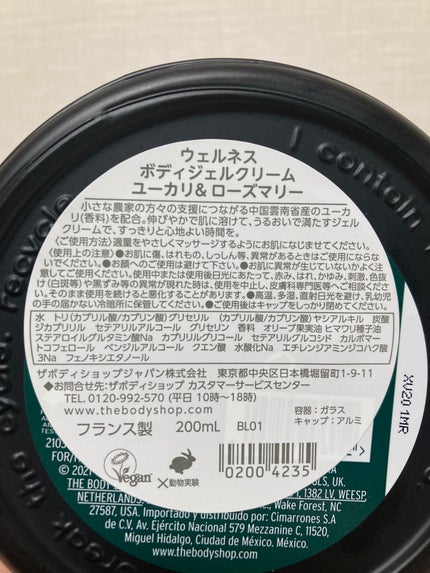 ウェルネス
ボディジェルクリーム
ユーカリ& ローズマリー
小さな農家の方々の支援につながる中国雲南省産のユーカ
リ(香料)を配合。伸びやかで肌に溶けて、うるおいで満たすジェル
クリームで、すっきりと心地よい時間を。
〈ご使用方法〉適量をやさしくマッサージするようにお肌になじませてください。
〈使用上の注意〉●お肌に傷、はれもの、しっしん等、異常があるときはご使用にならな
いでください。●お顔へのご使用は避けて下さい。●お肌に異常が生じていないかよく注
意してご使用ください。使用中または使用後日光にあたって、赤み、はれ、かゆみ、刺激、色抜
け(白斑等)や黒ずみ等の異常が現れた時は、使用を中止し、皮膚科専門医等へご相談くださ
い。そのまま使用を続けると悪化することがあります。●高温、多湿、直射日光を避け、乳幼児
の手の届かない冷暗所に保管してください。●ご使用後はキャップをしっかり閉めてください。
水 トリ(カプリル酸/カプリン酸)グリセリル (カプリル酸/カプリン酸)ヤシアルキル 炭酸
ジカプリリル セテアリルアルコール グリセリン 香料 オリーブ果実油 ヒマワリ種子油
ステアロイルグルタミン酸Na カプリリルグリコール セテアリルグルコシド カルボマー
トコフェロール ベンジルアルコール クエン酸 水酸化Na エチレンジアミンジコハク酸
3Na フェノキシエタノール
ザボディショップジャパン株式会社 東京都中央区日本橋堀留町1-9-11
◆お問合せ先:ザボディショップ カスタマーサービスセンター
TEL.0120-992-570 (平日 10時〜18時)
www.thebodyshop.com
容器:ガラス
キャップ:アルミ
フランス製 200mL BL01
Vegan
×動物実験
0200 4235
XU20 1MR
I contain
recycle
the cycle.
2103
FOR/
© 2021
THE BODY
UK.
NETHERLANDS
1382 LV, WEESP,
Wake Forest, NC
27587, USA. Importado y distribuido por: Cimarrones S.A
de C.V, Av. Ejército Nacional 579 Mezzanine C, 11520,
Miguel Hidalgo, Ciudad de México, México.
www.thebodyshop.com